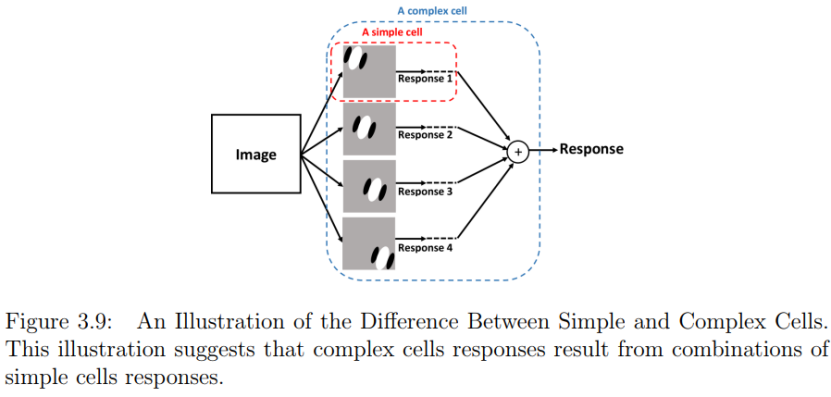 A complex cell
A simple cell
Response 1
Response 2
Image
Response
Response 3
Response 4
Figure 3.9: An Illustration of the Difference Between Simple and Complex Cells.
This illustration suggests that complex cells responses result from combinations of
simple cells responses.